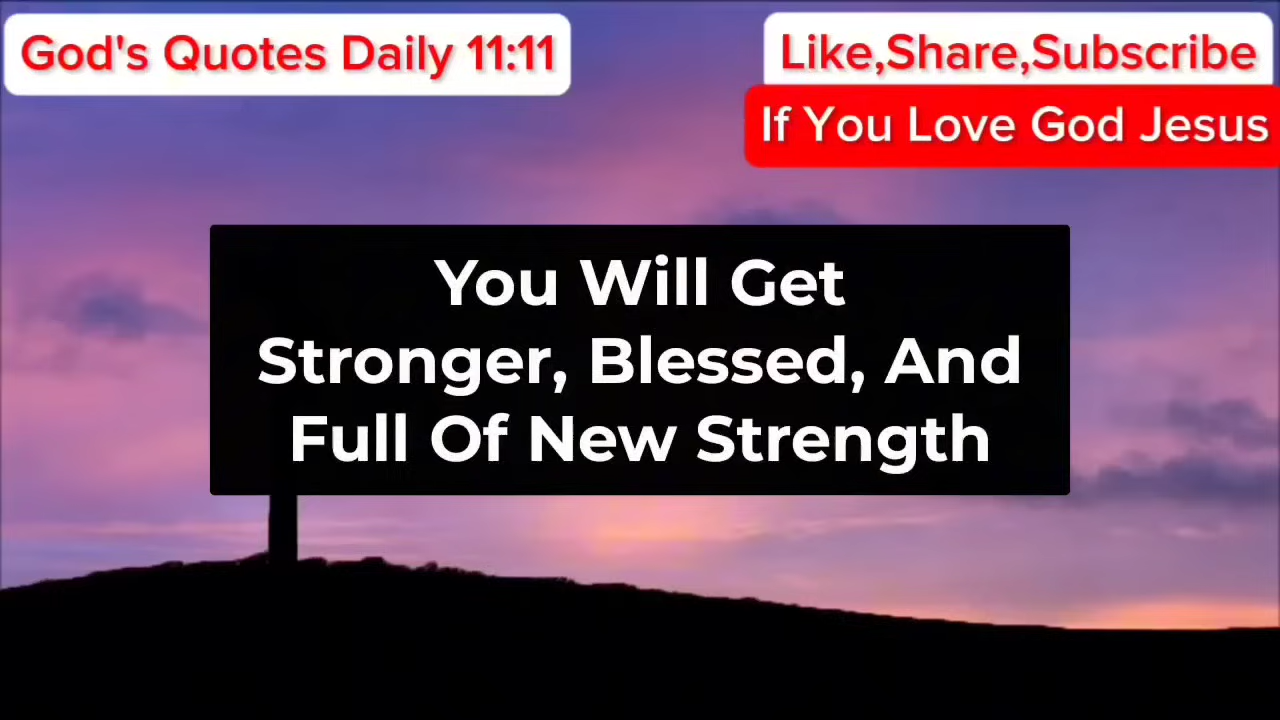 God's Quotes Daily 11:11
Like,Share,Subscribe
If You Love God Jesus
You Will Get
Stronger, Blessed, And
Full Of New Strength